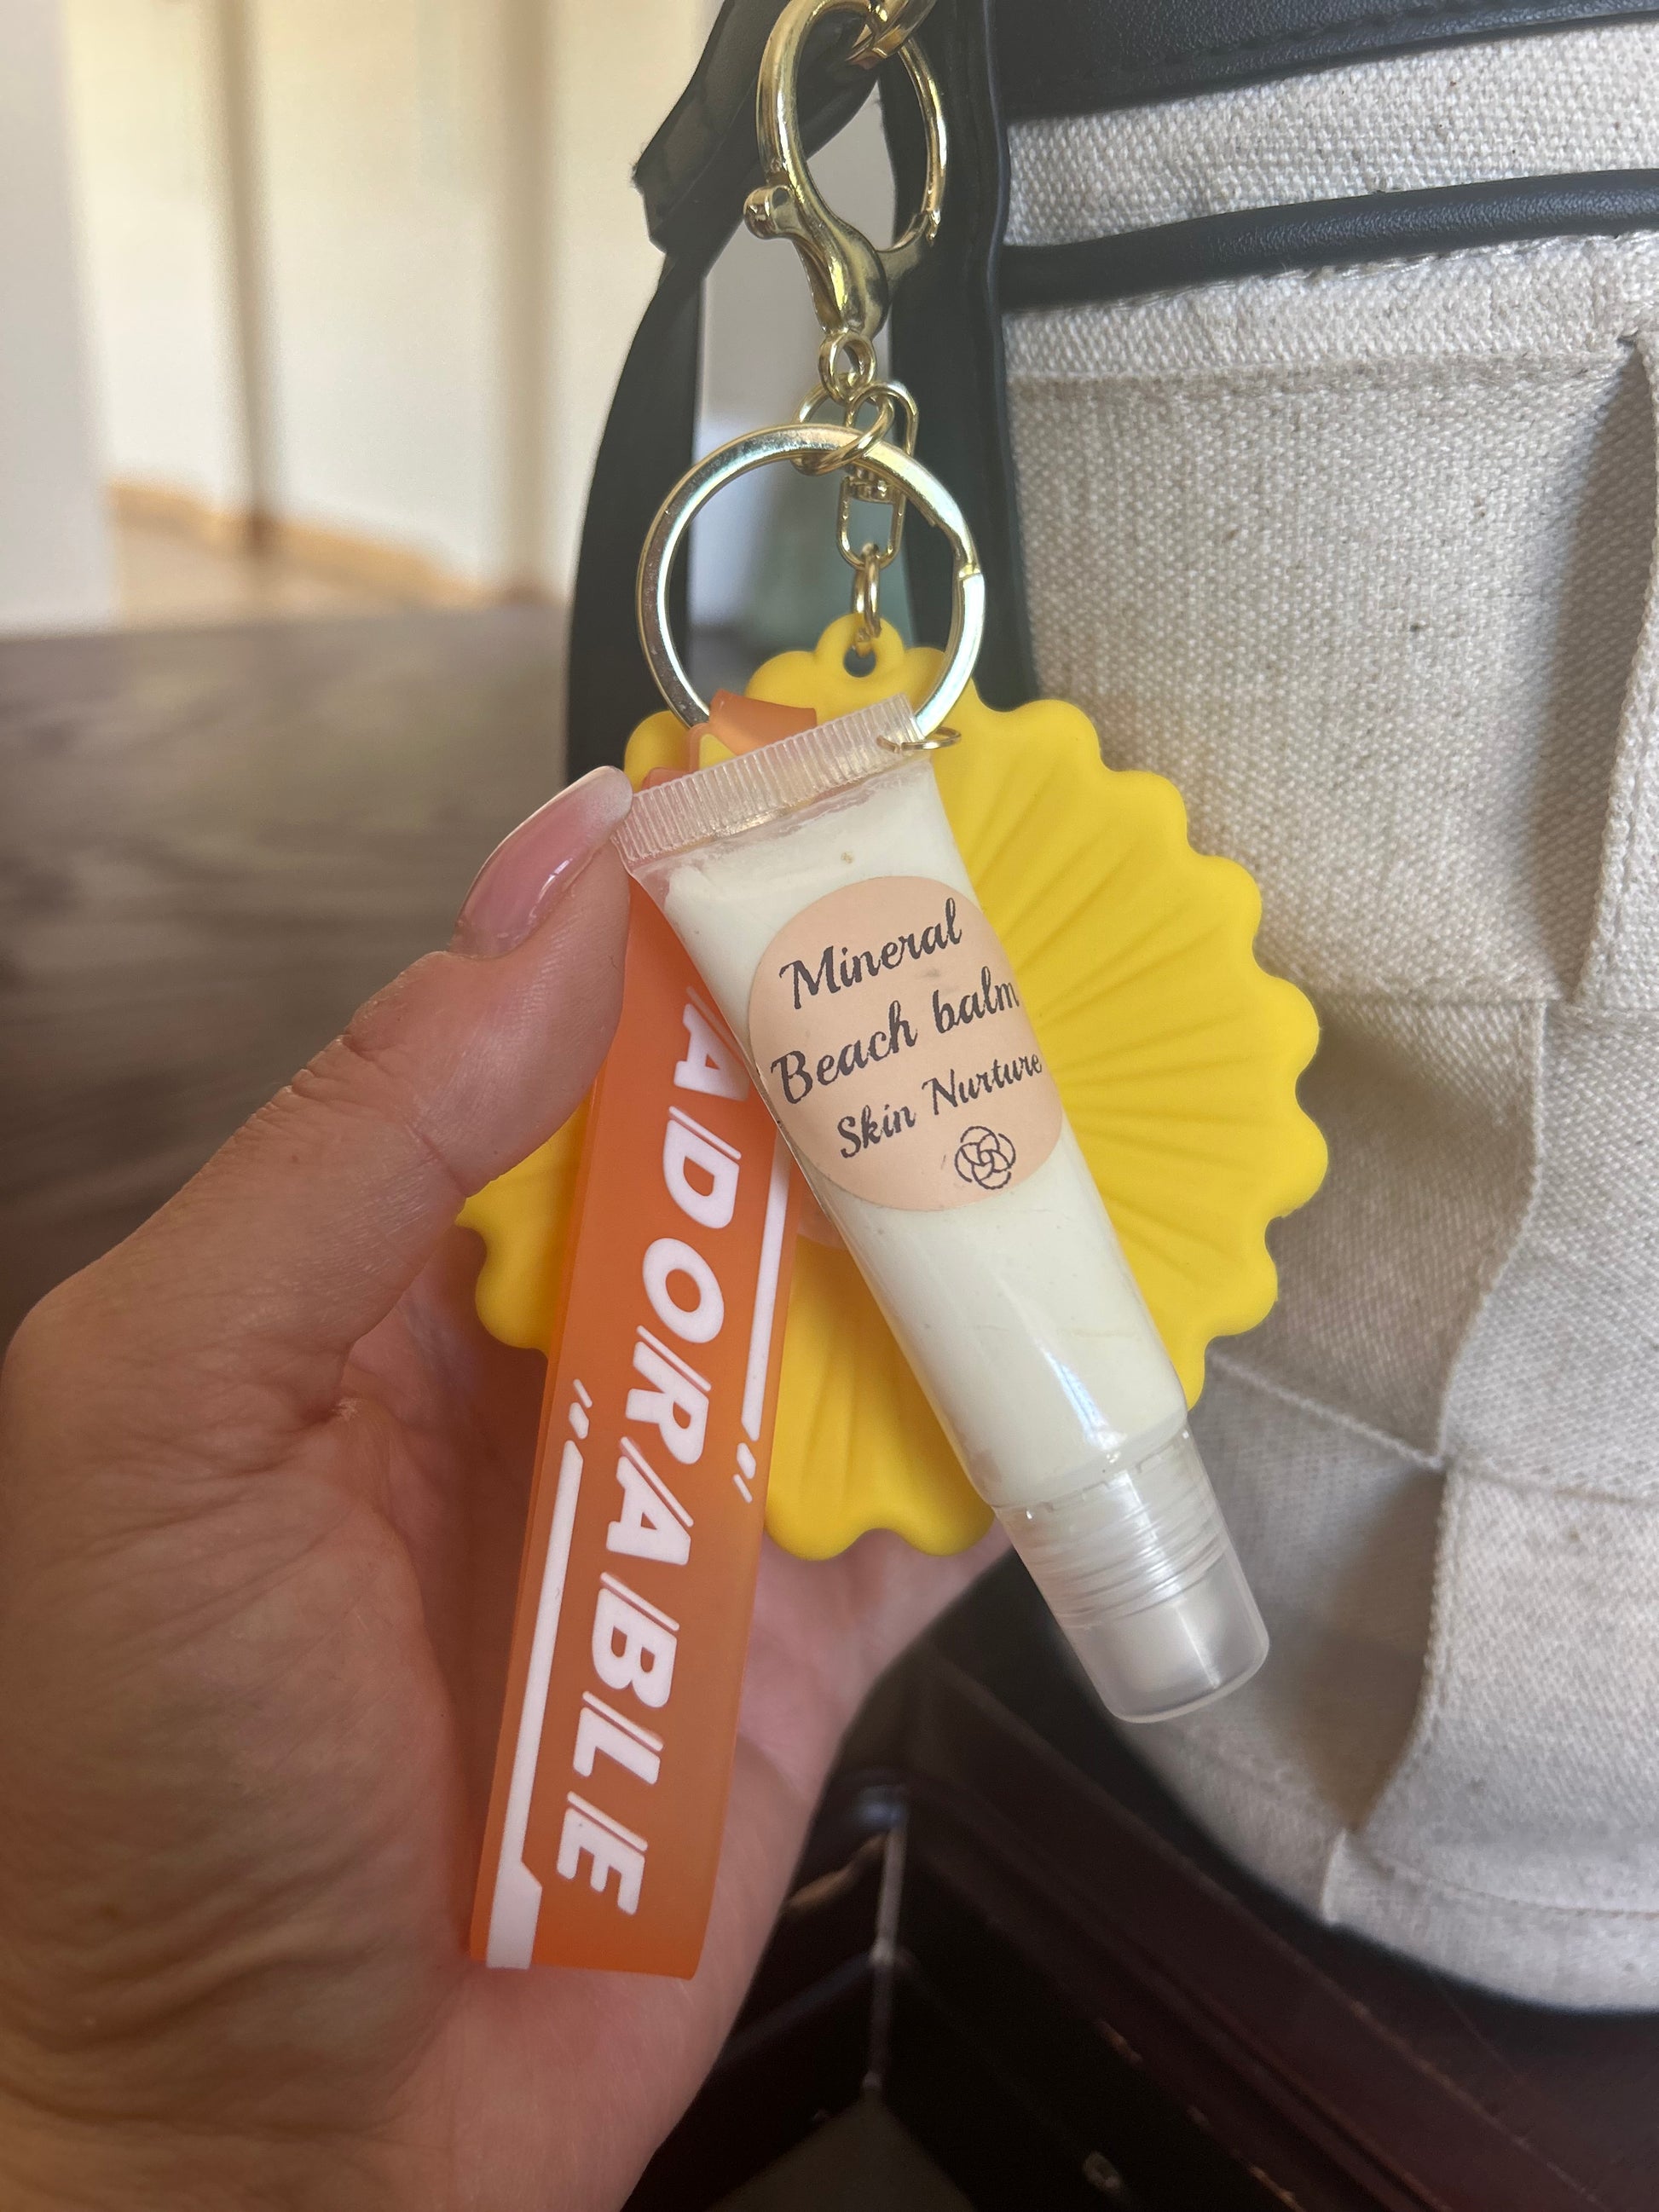 Mineral
Beach balm
Skin Nurture
ADORABLE